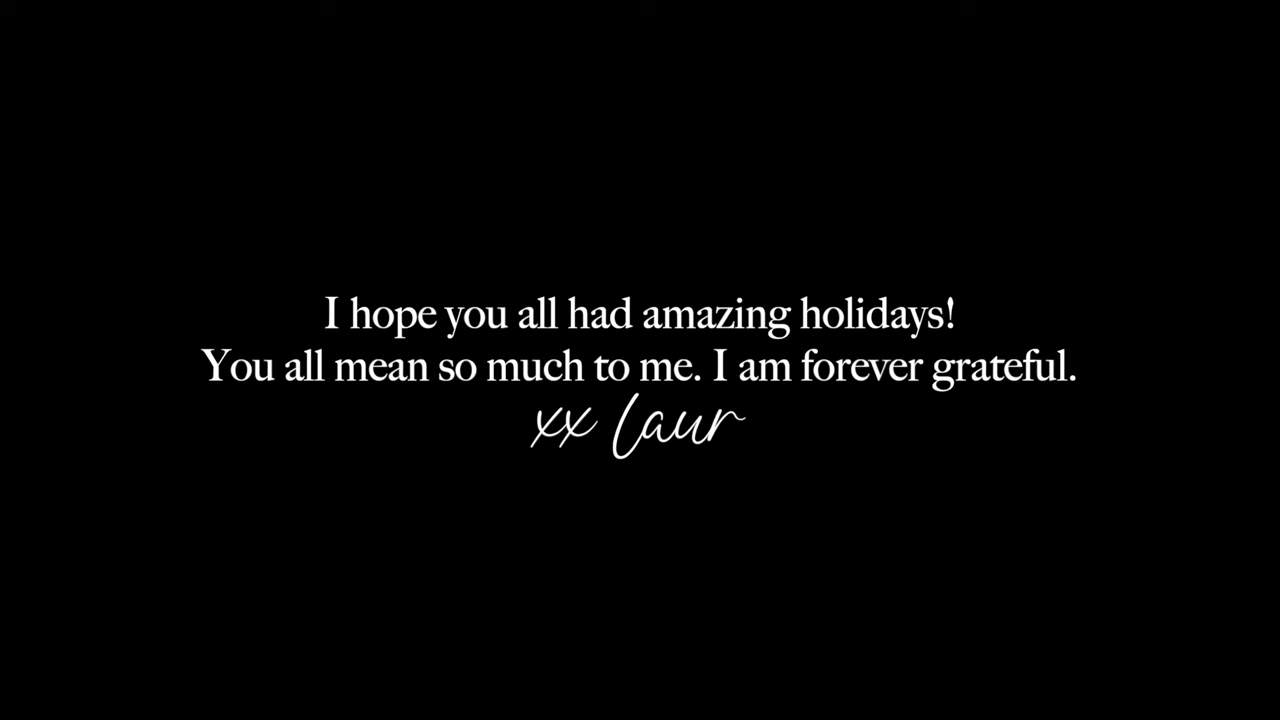 I hope you all had amazing holidays!
You all mean so much to me. I am forever grateful.
xx Laur